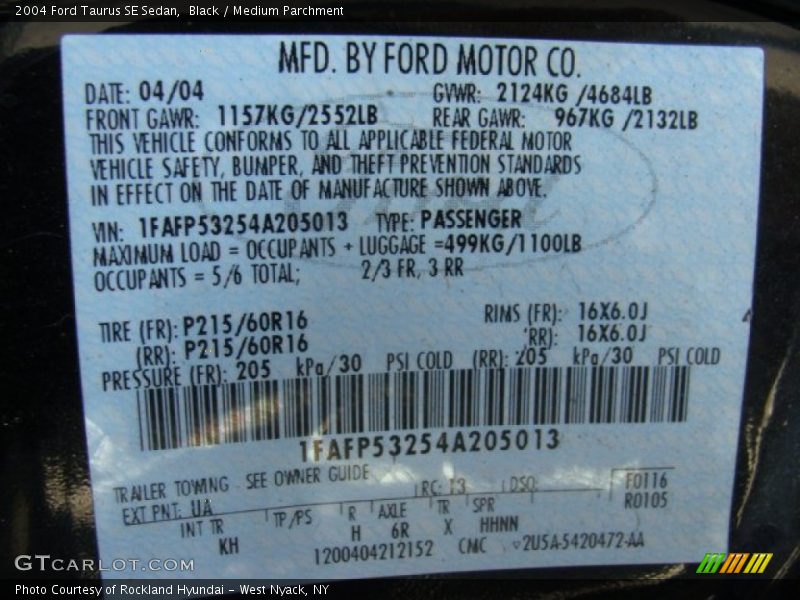 2004 Ford Taurus SE Sedan,  Black / Medium Parchment
MFD. BY FORD MOTOR CO.
DATE: 04/04 GVWR: 2124KG /4684LB
FRONT GAWR: 1157KG/2552LB REAR GAWR: 967KG /2132LB
THIS VEHICLE CONFORMS TO ALL APPLICABLE FEDERAL MOTOR
VEHICLE SAFETY, BUMPER, AND THEFT PREVENTION STANDARDS
IN EFFECT ON THE DATE OF MANUFACTURE SHOWN ABOVE.
VIN: 1FAFP53254A205013 TYPE: PASSENGER
MAXIMUM LOAD = OCCUPANTS + LUGGAGE =499KG/1100LB
OCCUPANTS = 5/6 TOTAL; 2/3 FR, 3 RR
TIRE (FR): P215/60R16 RIMS (FR): 16X6.0J
(RR): P215/60R16 (RR): 16X6.0J
PRESSURE (FR): 205 kPa/30 PSI COLD (RR): 205 kPa/30 PSI COLD
1FAFP53254A205013
TRAILER TOWING - SEE OWNER GUIDE
RC: 13 DSO: F0116
EXT PNT: UA R0105
INT TR TP/PS R AXLE TR SPR
KH H 6R X HHNN
1200404212152 CMC 2U5A-5420472-AA
GTCARLOT.COM
Photo Courtesy of Rockland Hyundai - West Nyack, NY